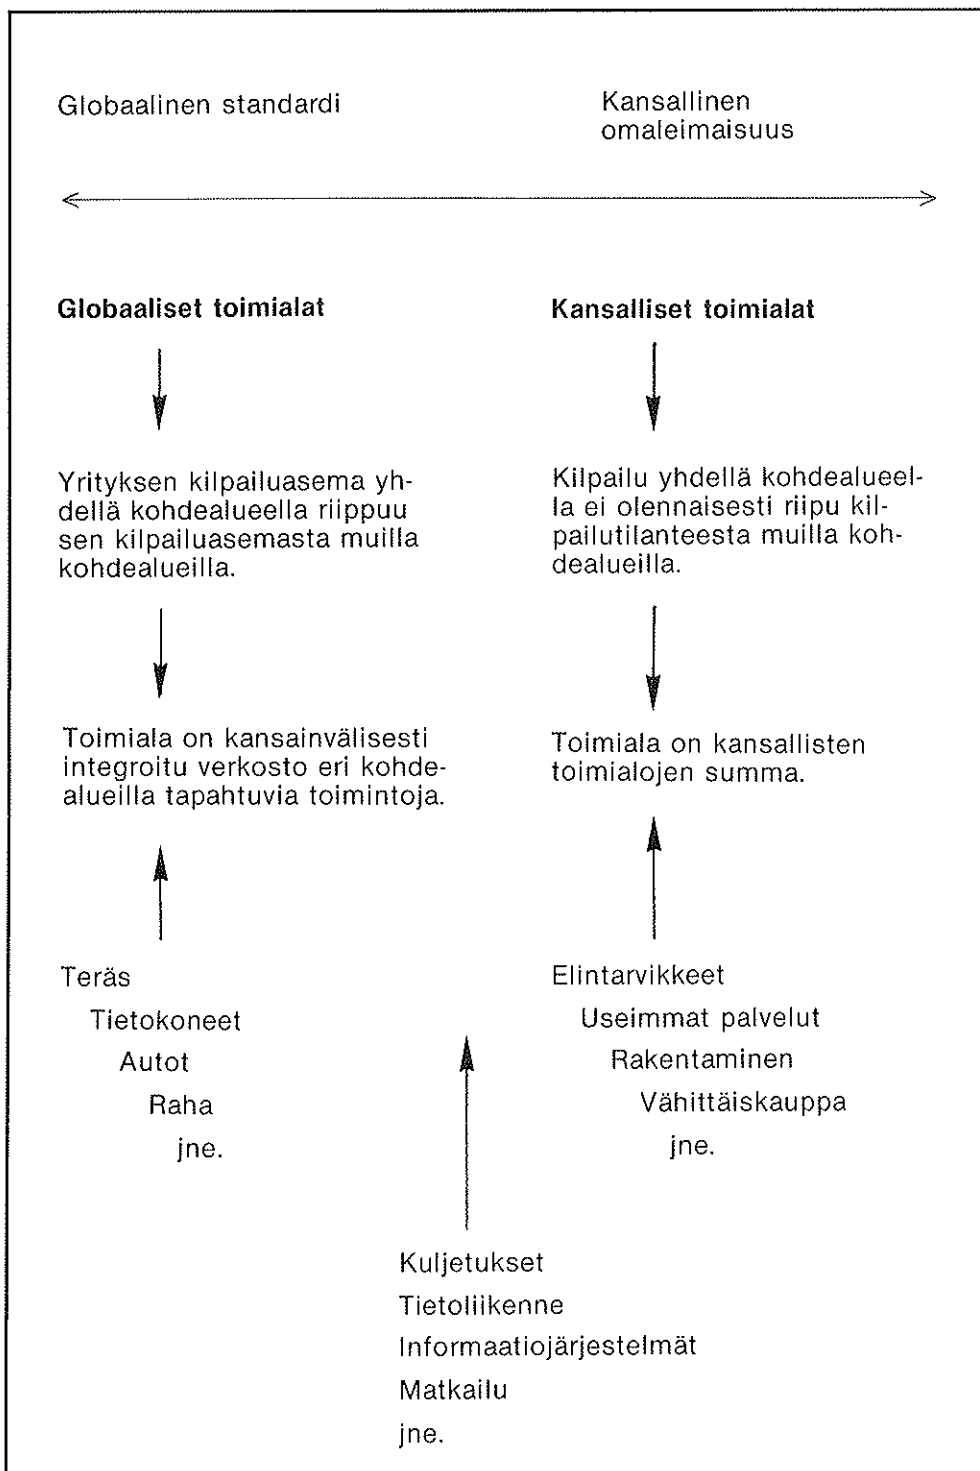 Globaalinen standardi
Kansallinen
omaleimaisuus
Globaaliset toimialat
Kansalliset toimialat
Yrityksen kilpailuasema yh-
dellä kohdealueella riippuu
sen kilpailuasemasta muilla
kohdealueilla.
Kilpailu yhdellä kohdealueel-
la ei olennaisesti riipu kil-
pailutilanteesta muilla koh-
dealueilla.
Toimiala on kansainvälisesti
integroitu verkosto eri kohde-
alueilla tapahtuvia toimintoja.
Toimiala on kansallisten
toimialojen summa.
Teräs
Tietokoneet
Autot
Raha
jne.
Elintarvikkeet
Useimmat palvelut
Rakentaminen
Vähittäiskauppa
jne.
Kuljetukset
Tietoliikenne
Informaatiojärjestelmät
Matkailu
jne.